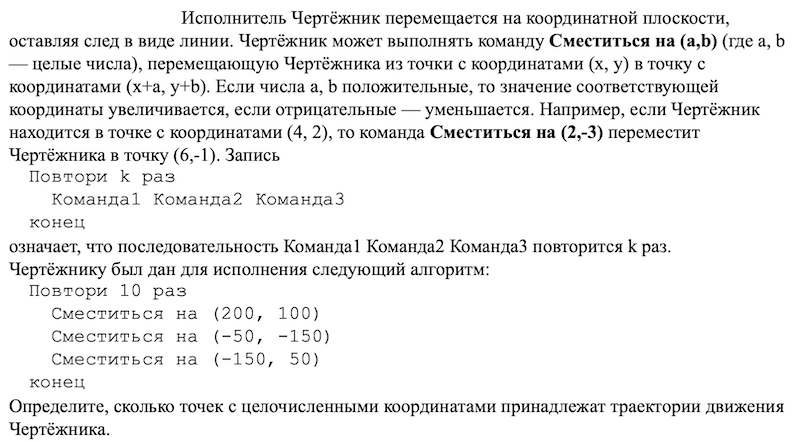 Исполнитель Чертёжник перемещается на координатной плоскости,
оставляя след в виде линии. Чертёжник может выполнять команду Сместиться на (a,b) (где a, b
— целые числа), перемещающую Чертёжника из точки с координатами (x, y) в точку с
координатами (x+a, y+b). Если числа a, b положительные, то значение соответствующей
координаты увеличивается, если отрицательные — уменьшается. Например, если Чертёжник
находится в точке с координатами (4, 2), то команда Сместиться на (2,-3) переместит
Чертёжника в точку (6,-1). Запись
Повтори k раз
Команда1 Команда2 Команда3
конец
означает, что последовательность Команда1 Команда2 Команда3 повторится k раз.
Чертёжнику был дан для исполнения следующий алгоритм:
Повтори 10 раз
Сместиться на (200, 100)
Сместиться на (-50, -150)
Сместиться на (-150, 50)
конец
Определите, сколько точек с целочисленными координатами принадлежат траектории движения
Чертёжника.